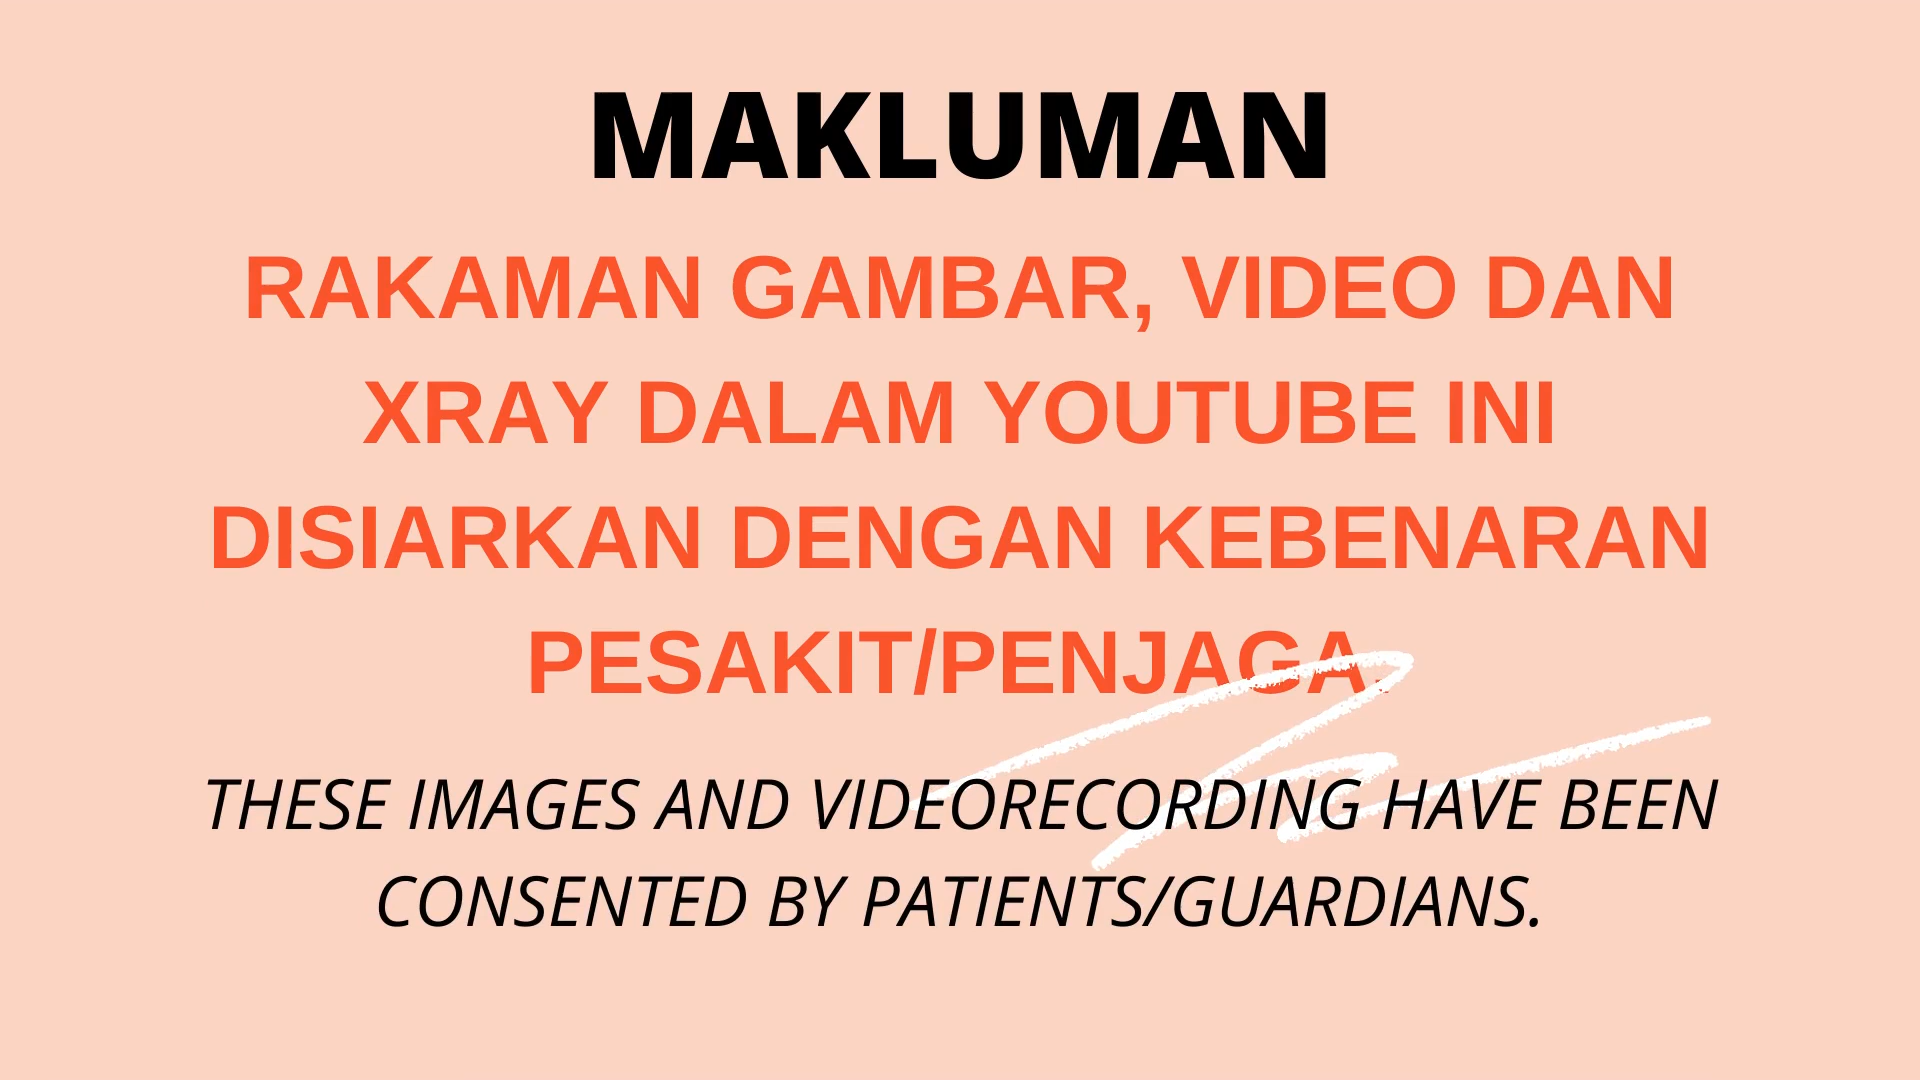 MAKLUMAN
RAKAMAN GAMBAR, VIDEO DAN
XRAY DALAM YOUTUBE INI
DISIARKAN DENGAN KEBENARAN
PESAKIT/PENJAGA.
THESE IMAGES AND VIDEORECORDING HAVE BEEN
CONSENTED BY PATIENTS/GUARDIANS.